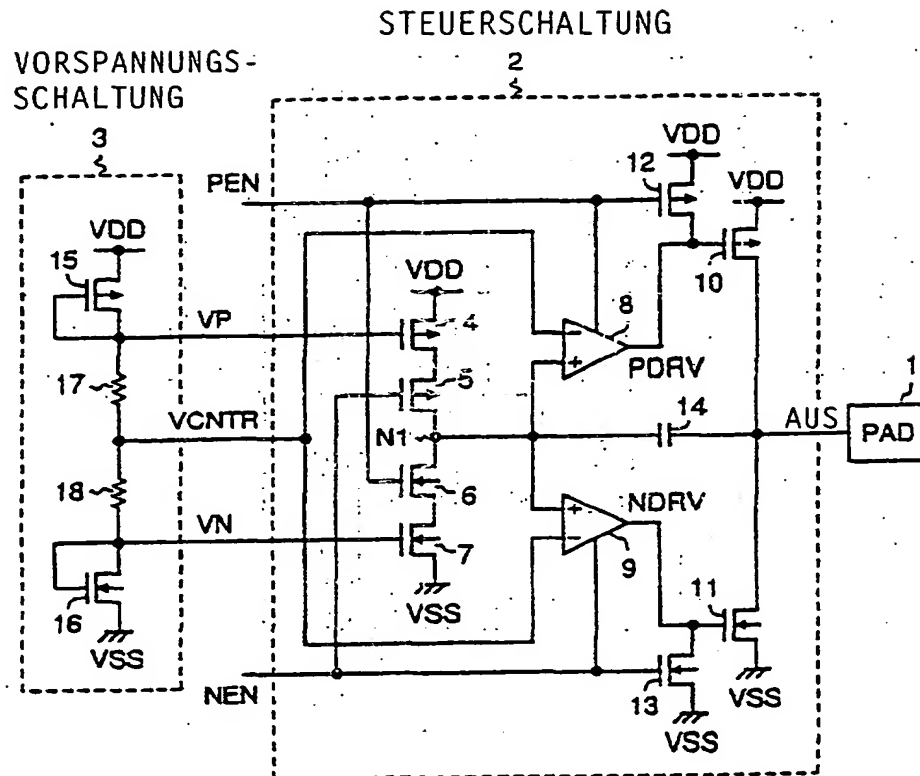 STEUERSCHALTUNG
2
VORSPANNUNGS-
SCHALTUNG
3
PEN
12
VDD
VDD
10
15
VDD
VDD
VP
4
8
PDRV
17
5
14
1
VCNTR
N1
AUS
PAD
18
6
NDRV
VN
7
9
11
16
VSS
VSS
NEN
13
VSS
VSS